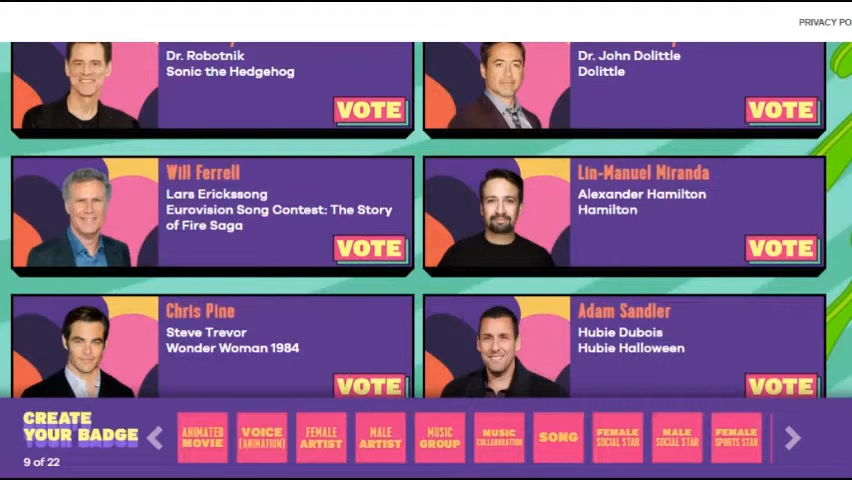 PRIVACY PO
Dr. Robotnik
Sonic the Hedgehog
VOTE
Dr. John Dolittle
Dolittle
VOTE
Will Ferrell
Lars Erickssong
Eurovision Song Contest: The Story
of Fire Saga
VOTE
Lin-Manuel Miranda
Alexander Hamilton
Hamilton
VOTE
Chris Pine
Steve Trevor
Wonder Woman 1984
VOTE
Adam Sandler
Hubie Dubois
Hubie Halloween
VOTE
CREATE
YOUR BADGE
9 of 22
ANIMATED
MOVIE
VOICE
(ANIMATION)
FEMALE
ARTIST
MALE
ARTIST
MUSIC
GROUP
MUSIC
COLLABORATION
SONG
FEMALE
SOCIAL STAR
MALE
SOCIAL STAR
FEMALE
SPORTS STAR